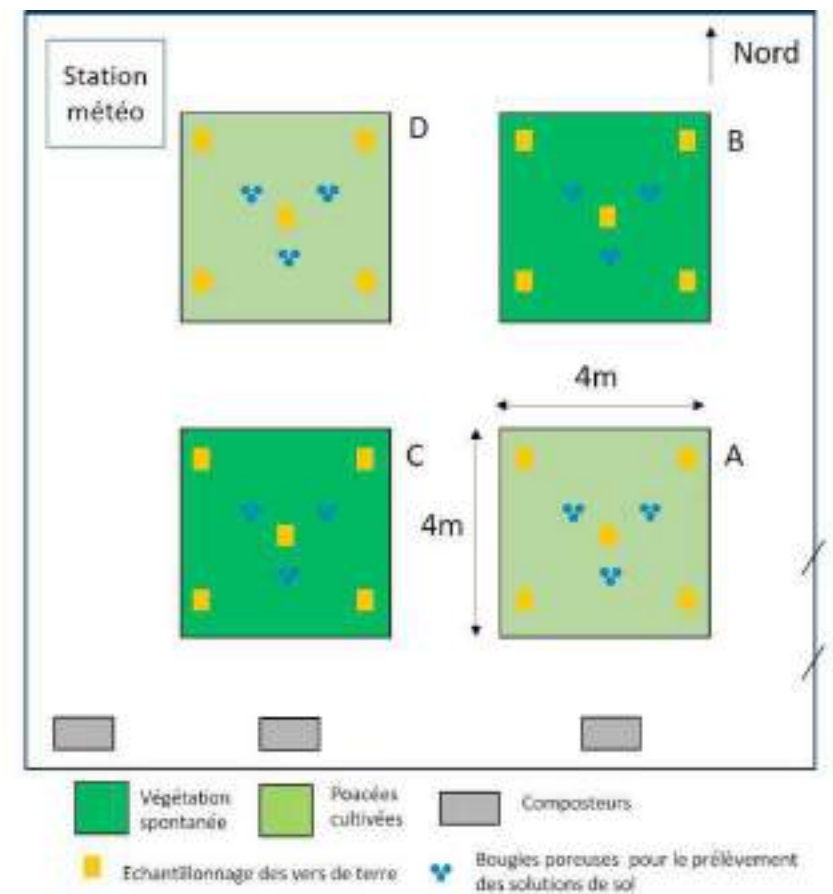 Station
météo
Nord
D
B
4m
C
A
4m
Végétation
spontanée
Poacées
cultivées
Composteurs
Echantillonnage des vers de terre
Bougies poreuses pour le prélèvement
des solutions de sol